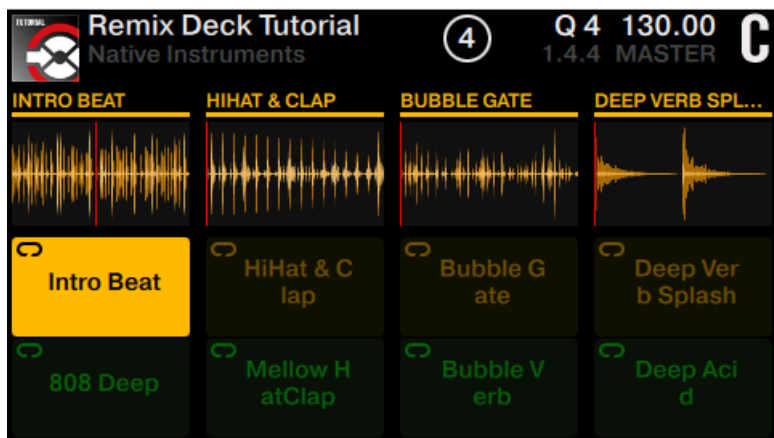 TUTORIAL
Remix Deck Tutorial
4
Q 4 130.00
C
Native Instruments
1.4.4 MASTER
INTRO BEAT
HIHAT & CLAP
BUBBLE GATE
DEEP VERB SPL...
Intro Beat
HiHat & C
lap
Bubble G
ate
Deep Ver
b Splash
808 Deep
Mellow H
atClap
Bubble V
erb
Deep Aci
d